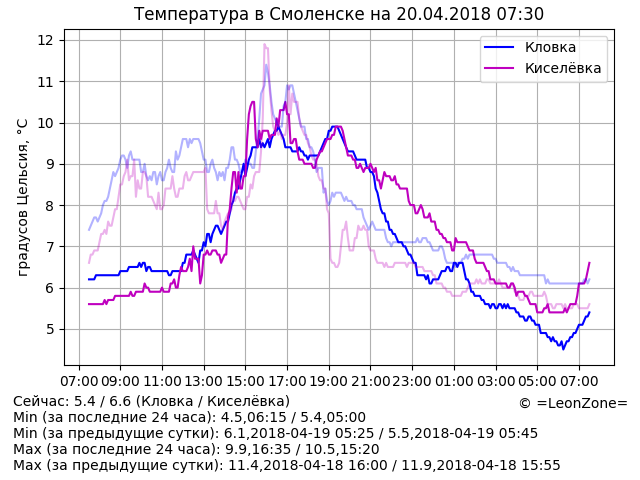 Температура в Смоленске на 20.04.2018 07:30
градусов Цельсия, °C
12
11
10
9
8
7
6
5
Кловка
Киселёвка
07:00 09:00 11:00 13:00 15:00 17:00 19:00 21:00 23:00 01:00 03:00 05:00 07:00
Сейчас: 5.4 / 6.6 (Кловка / Киселёвка)
© =LeonZone=
Min (за последние 24 часа): 4.5,06:15 / 5.4,05:00
Min (за предыдущие сутки): 6.1,2018-04-19 05:25 / 5.5,2018-04-19 05:45
Max (за последние 24 часа): 9.9,16:35 / 10.5,15:20
Max (за предыдущие сутки): 11.4,2018-04-18 16:00 / 11.9,2018-04-18 15:55